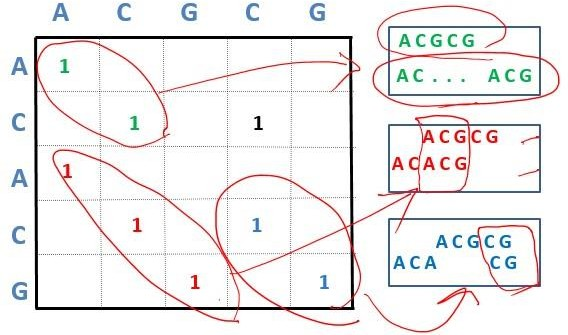 A C G C G
A 1
C 1 1
A 1
C 1 1
G 1 1
ACGCG
AC... ACG
ACGCG
ACACG
ACGCG
ACA CG